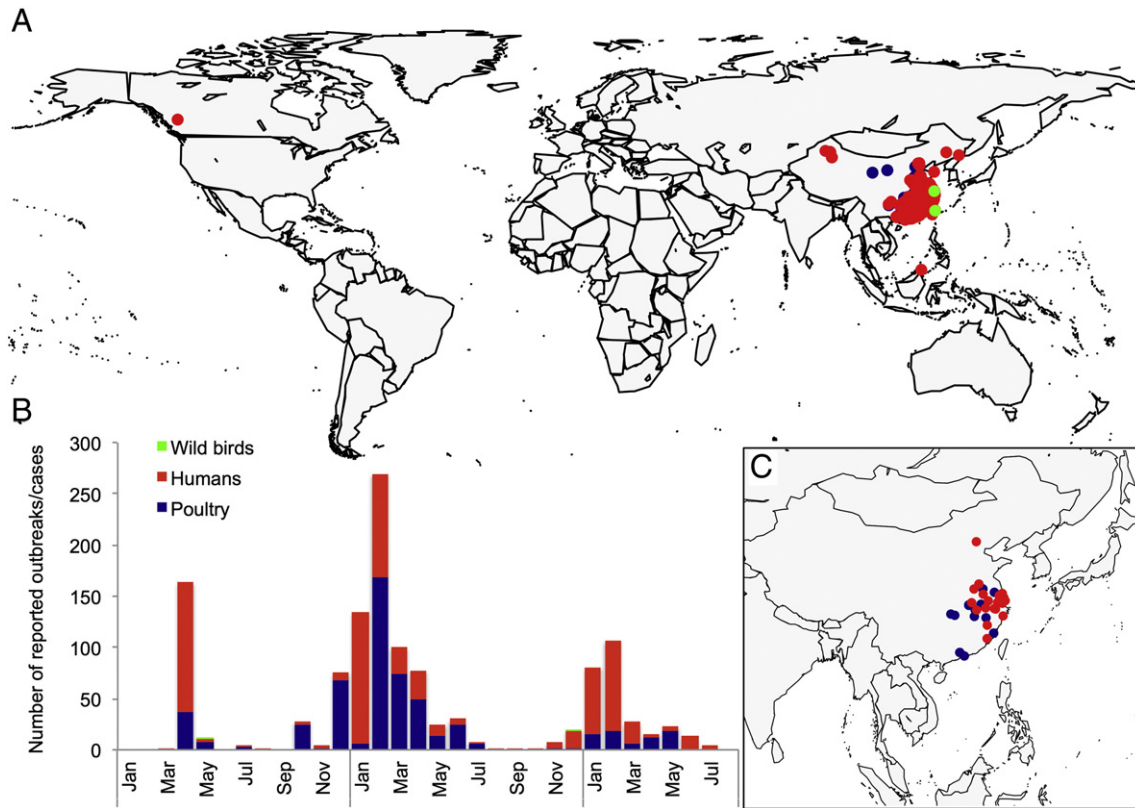 A
B
Number of reported outbreaks/cases
300
250
200
150
100
50
0
Wild birds
Humans
Poultry
Jan
Mar
May
Jul
Sep
Nov
Jan
Mar
May
Jul
Sep
Nov
Jan
Mar
May
Jul
C